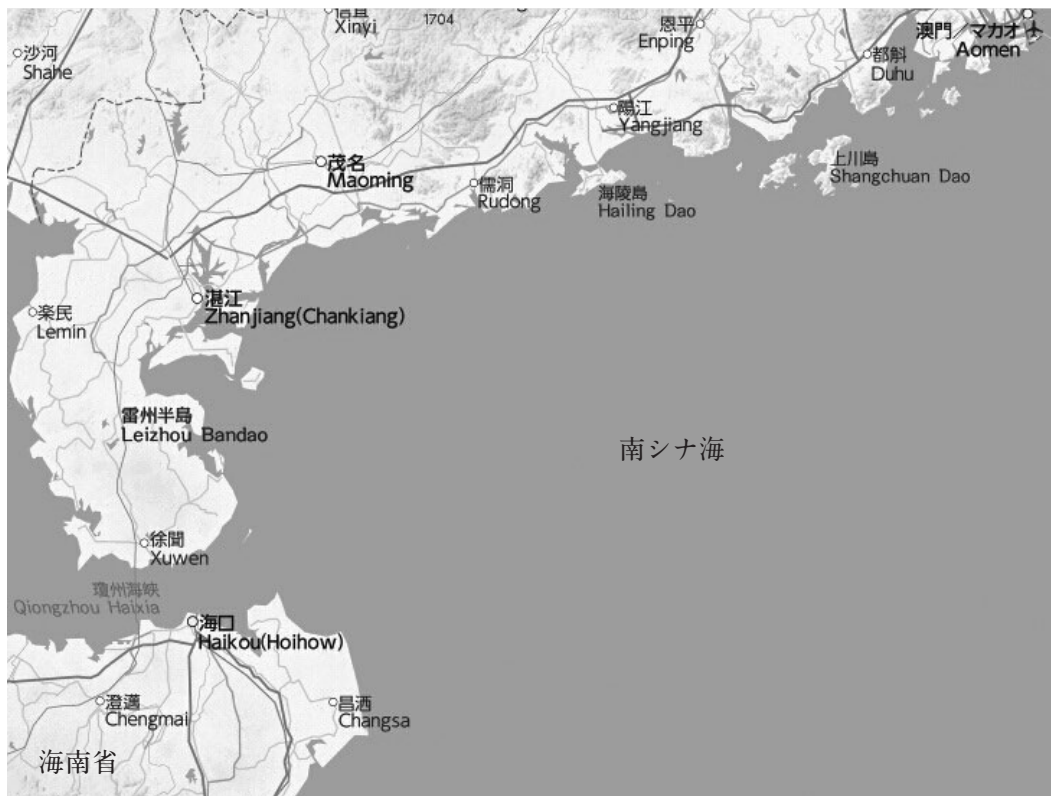 信宜
Xinyi
1704
恩平
Enping
澳門／マカオ
Aomen
沙河
Shahe
都斛
Duhu
陽江
Yangjiang
茂名
Maoming
儒洞
Rudong
海陵島
Hailing Dao
上川島
Shangchuan Dao
湛江
Zhanjiang(Chankiang)
楽民
Lemin
雷州半島
Leizhou Bandao
南シナ海
徐聞
Xuwen
瓊州海峡
Qiongzhou Haixia
海口
Haikou(Hoihow)
澄邁
Chengmai
昌洒
Changsa
海南省